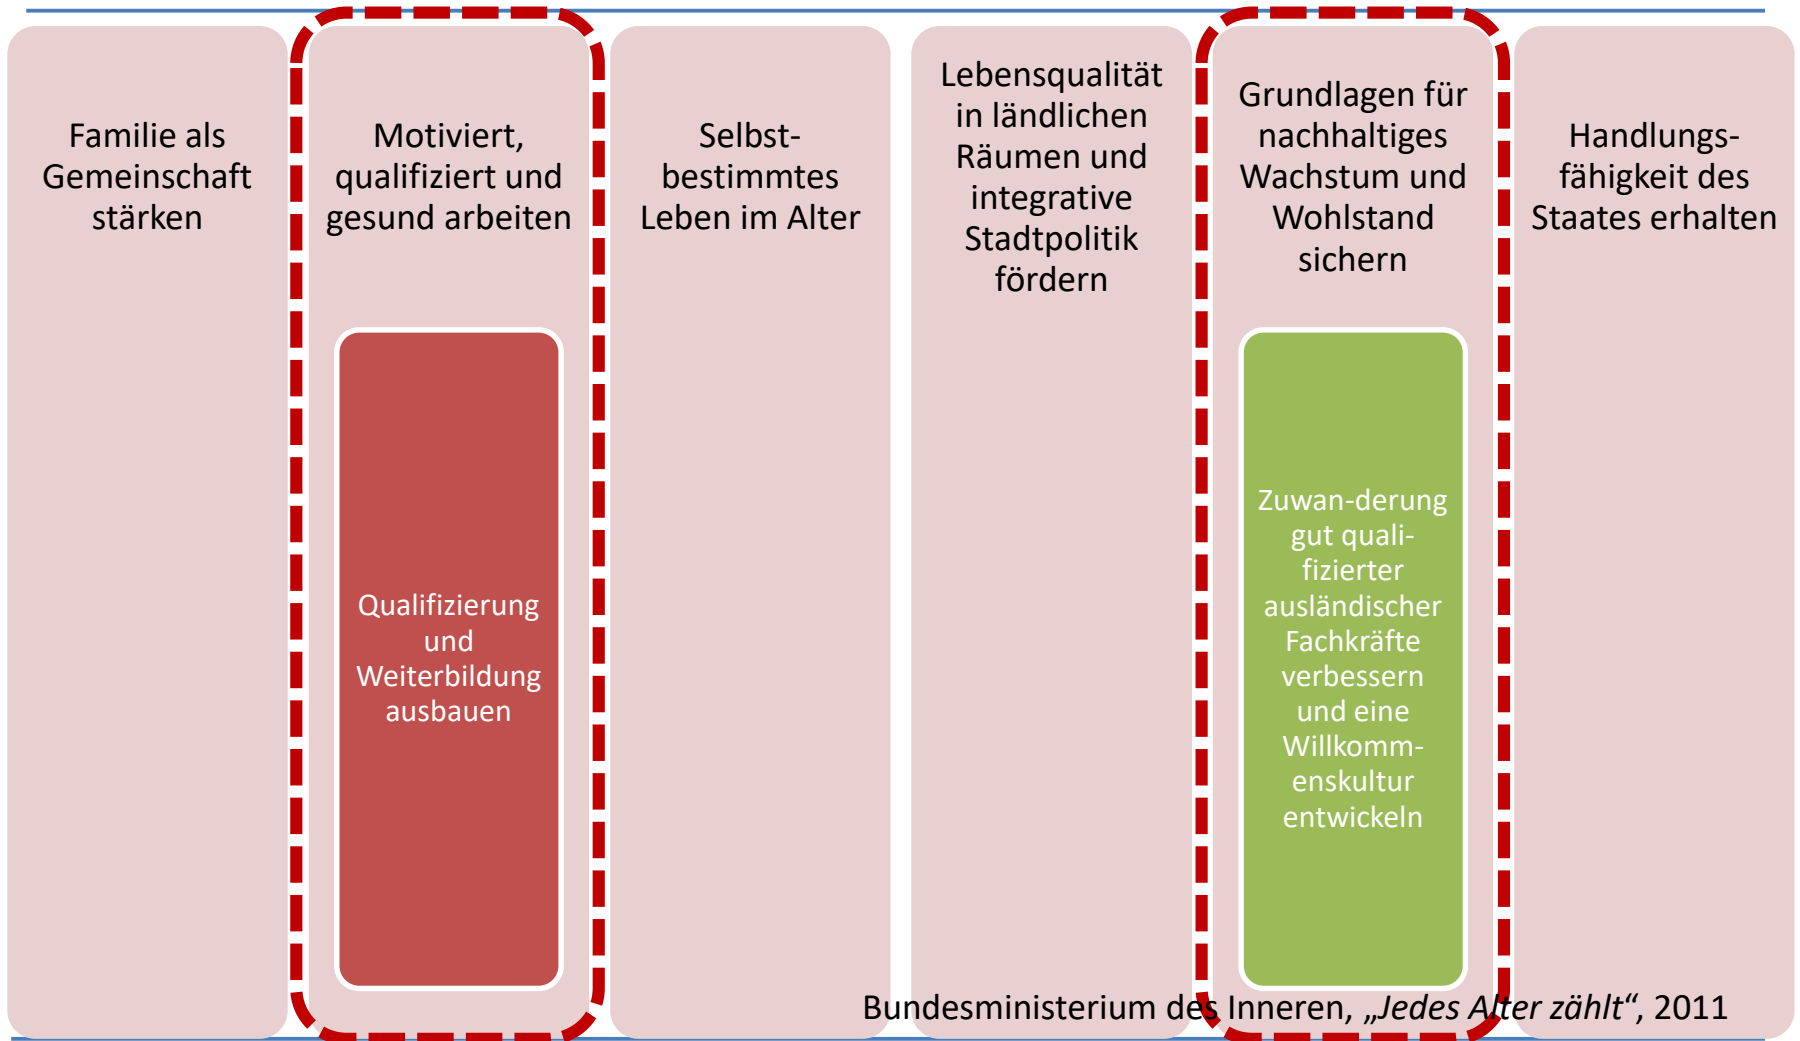 Familie als
Gemeinschaft
stärken
Motiviert,
qualifiziert und
gesund arbeiten
Selbst-
bestimmtes
Leben im Alter
Lebensqualität
in ländlichen
Räumen und
integrative
Stadtpolitik
fördern
Grundlagen für
nachhaltiges
Wachstum und
Wohlstand
sichern
Handlungs-
fähigkeit des
Staates erhalten
Qualifizierung
und
Weiterbildung
ausbauen
Zuwan-derung
gut quali-
fizierter
ausländischer
Fachkräfte
verbessern
und eine
Willkomm-
enskultur
entwickeln
Bundesministerium des Inneren, „Jedes Alter zählt“, 2011